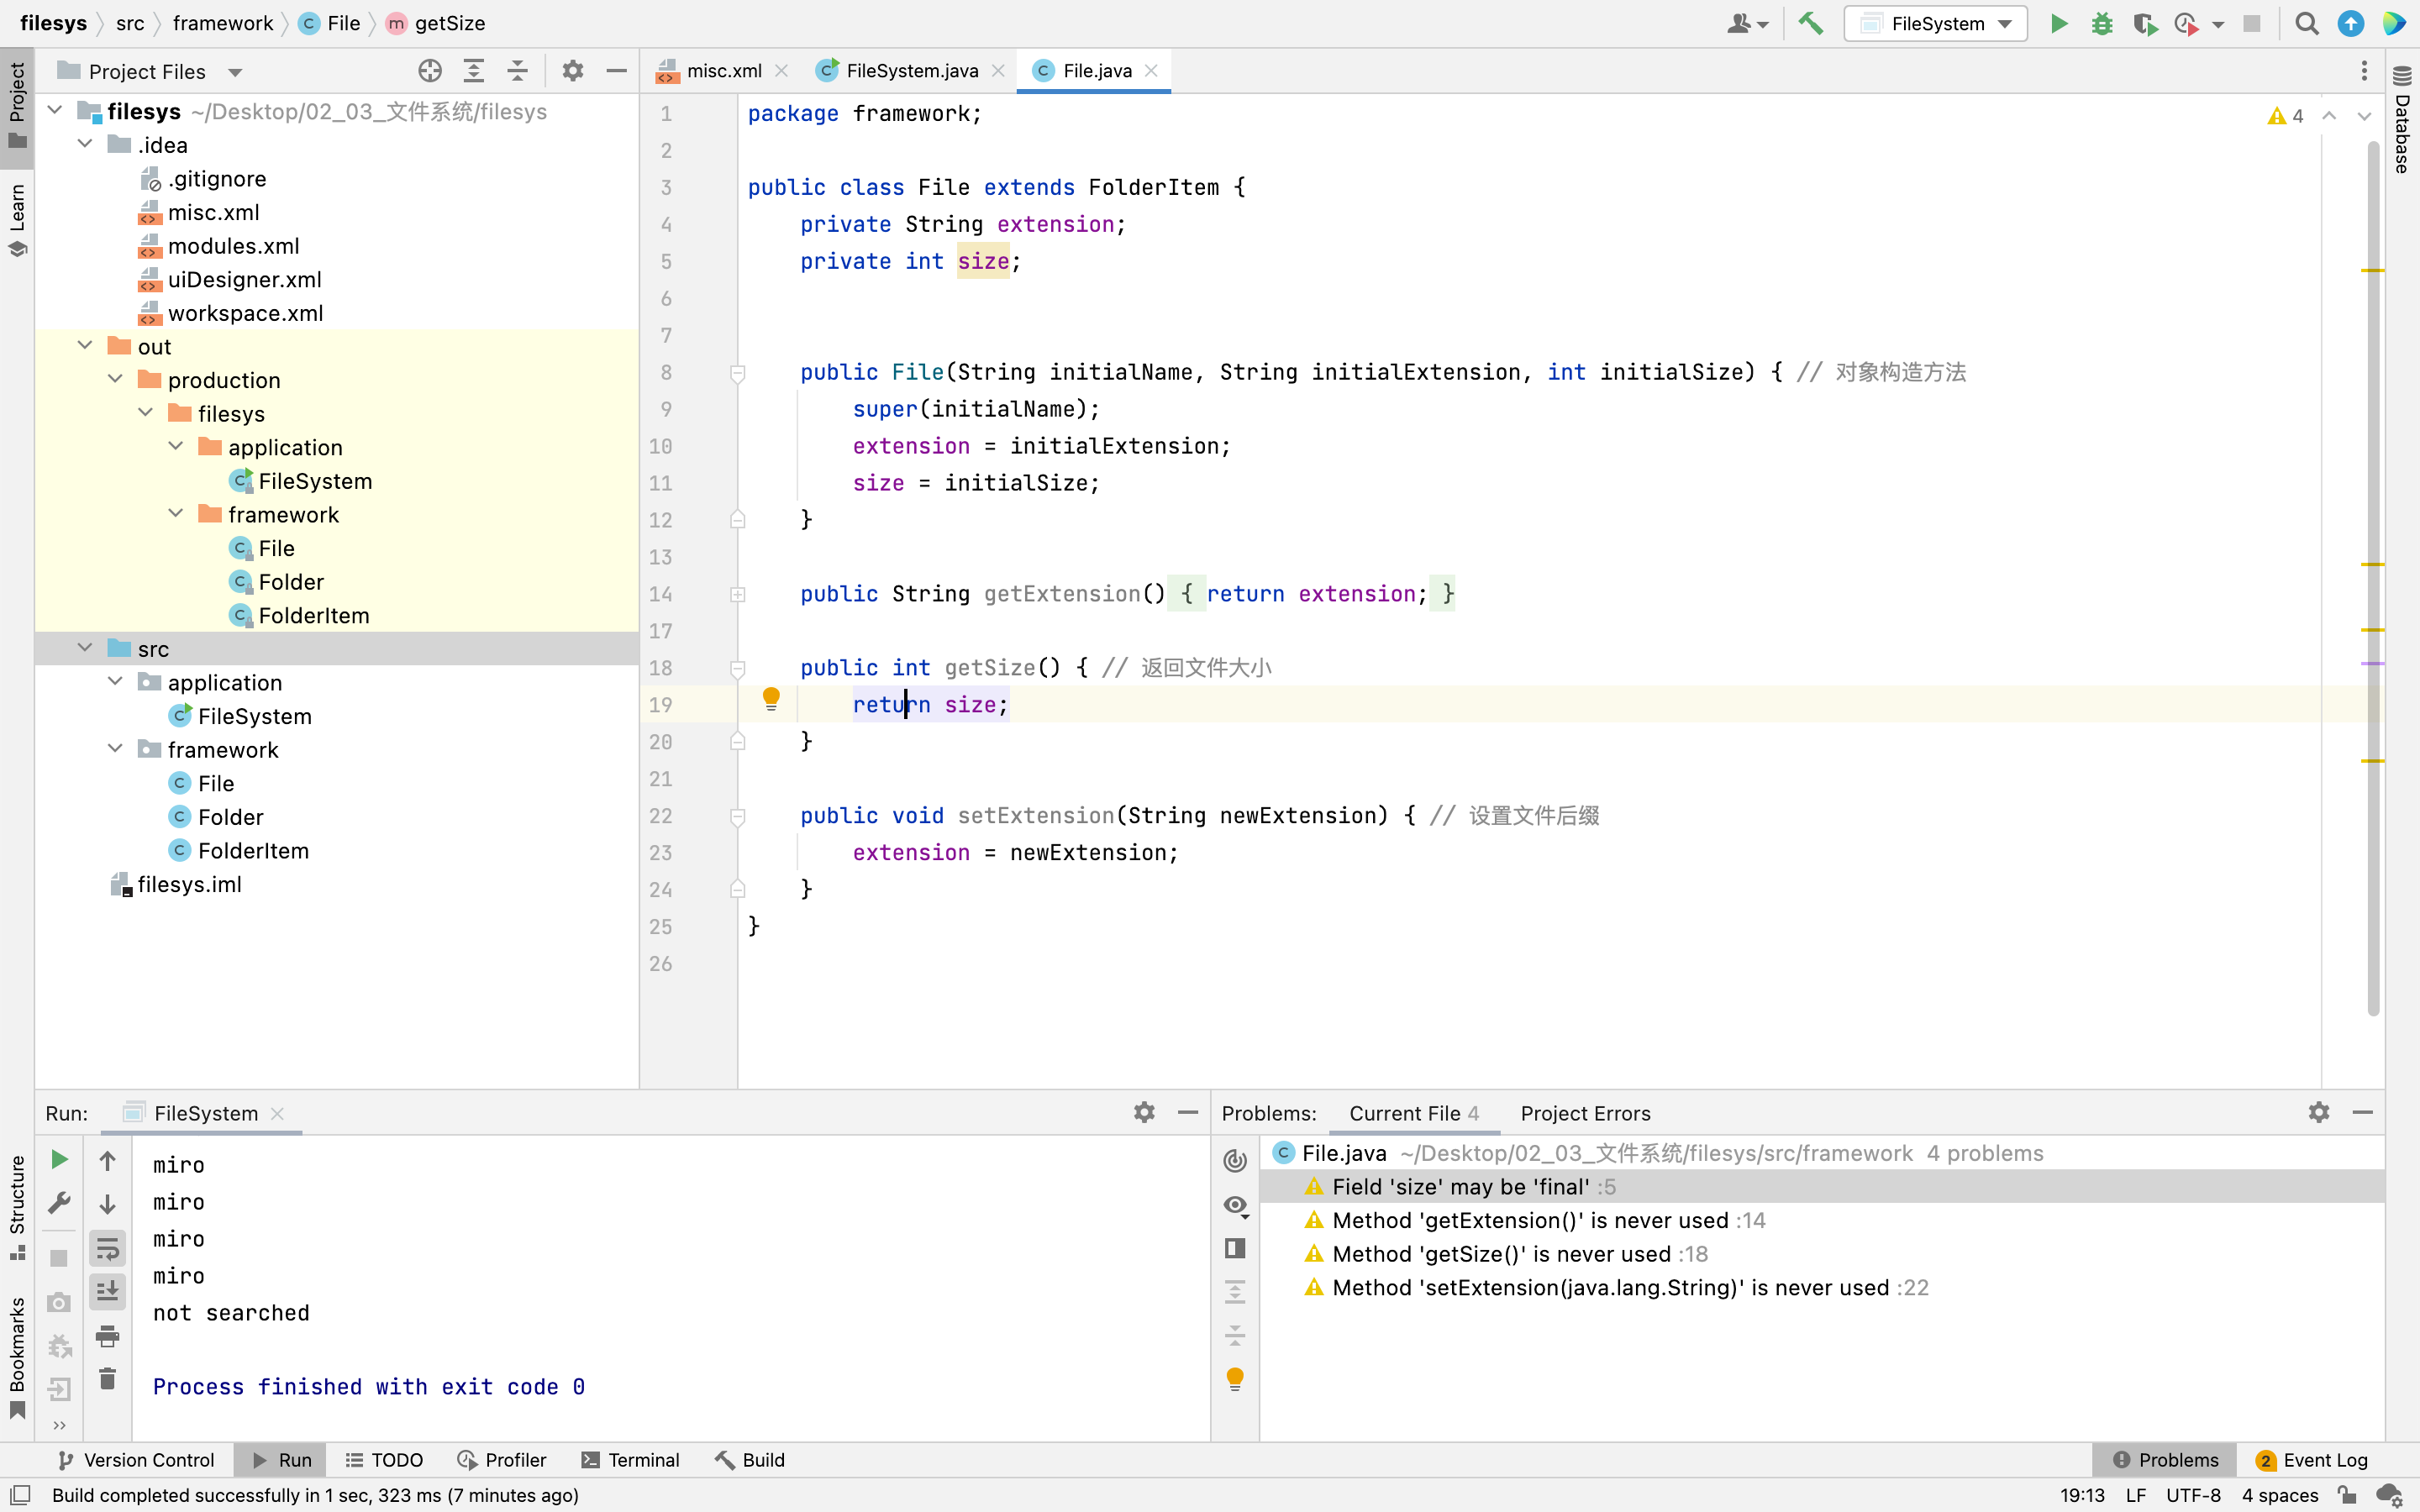 filesys
src
framework
File
getSize
FileSystem
Project
Learn
Structure
Bookmarks
Database
Project Files
misc.xml
FileSystem.java
File.java
filesys ~/Desktop/02_03_文件系统/filesys
.idea
.gitignore
misc.xml
modules.xml
uiDesigner.xml
workspace.xml
out
production
filesys
application
FileSystem
framework
File
Folder
FolderItem
src
application
FileSystem
framework
File
Folder
FolderItem
filesys.iml
4
1 package framework;
2
3 public class File extends FolderItem {
4 private String extension;
5 private int size;
6
7
8 public File(String initialName, String initialExtension, int initialSize) { // 对象构造方法
9 super(initialName);
10 extension = initialExtension;
11 size = initialSize;
12 }
13
14 public String getExtension() { return extension; }
17
18 public int getSize() { // 返回文件大小
19 return size;
20 }
21
22 public void setExtension(String newExtension) { // 设置文件后缀
23 extension = newExtension;
24 }
25 }
26
Run: FileSystem
miro
miro
miro
miro
not searched
Process finished with exit code 0
Problems: Current File 4 Project Errors
File.java ~/Desktop/02_03_文件系统/filesys/src/framework 4 problems
Field 'size' may be 'final' :5
Method 'getExtension()' is never used :14
Method 'getSize()' is never used :18
Method 'setExtension(java.lang.String)' is never used :22
Version Control Run TODO Profiler Terminal Build Problems 2 Event Log
Build completed successfully in 1 sec, 323 ms (7 minutes ago) 19:13 LF UTF-8 4 spaces